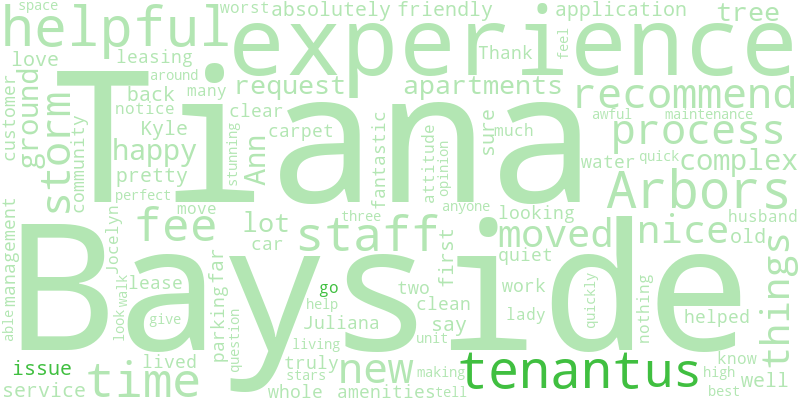 space
worst
absolutely
friendly
application
tree
helpful
experience
love
leasing
Thank
feel
around
customer
ground
storm
back
notice
many
request
apartments
recommend
Tiana
Kyle
clear
carpet
fantastic
attitude
opinion
much
sure
awful
maintenance
process
happy
community
stunning
Ann
water
quick
complex
pretty
perfect
Arbors
move
three
anyone
looking
husband
fee
lot
staff
moved
nice
old
Jocelyn
car
first
quiet
things
management
able
Bayside
far
parking
go
two
work
quickly
nothing
lease
walk
look
help
clean
lady
helped
give
question
Juliana
say
unit
issue
lived
living
truly
tenantus
know
time
new
making
high
well
service
stars
whole
amenities
tell
best